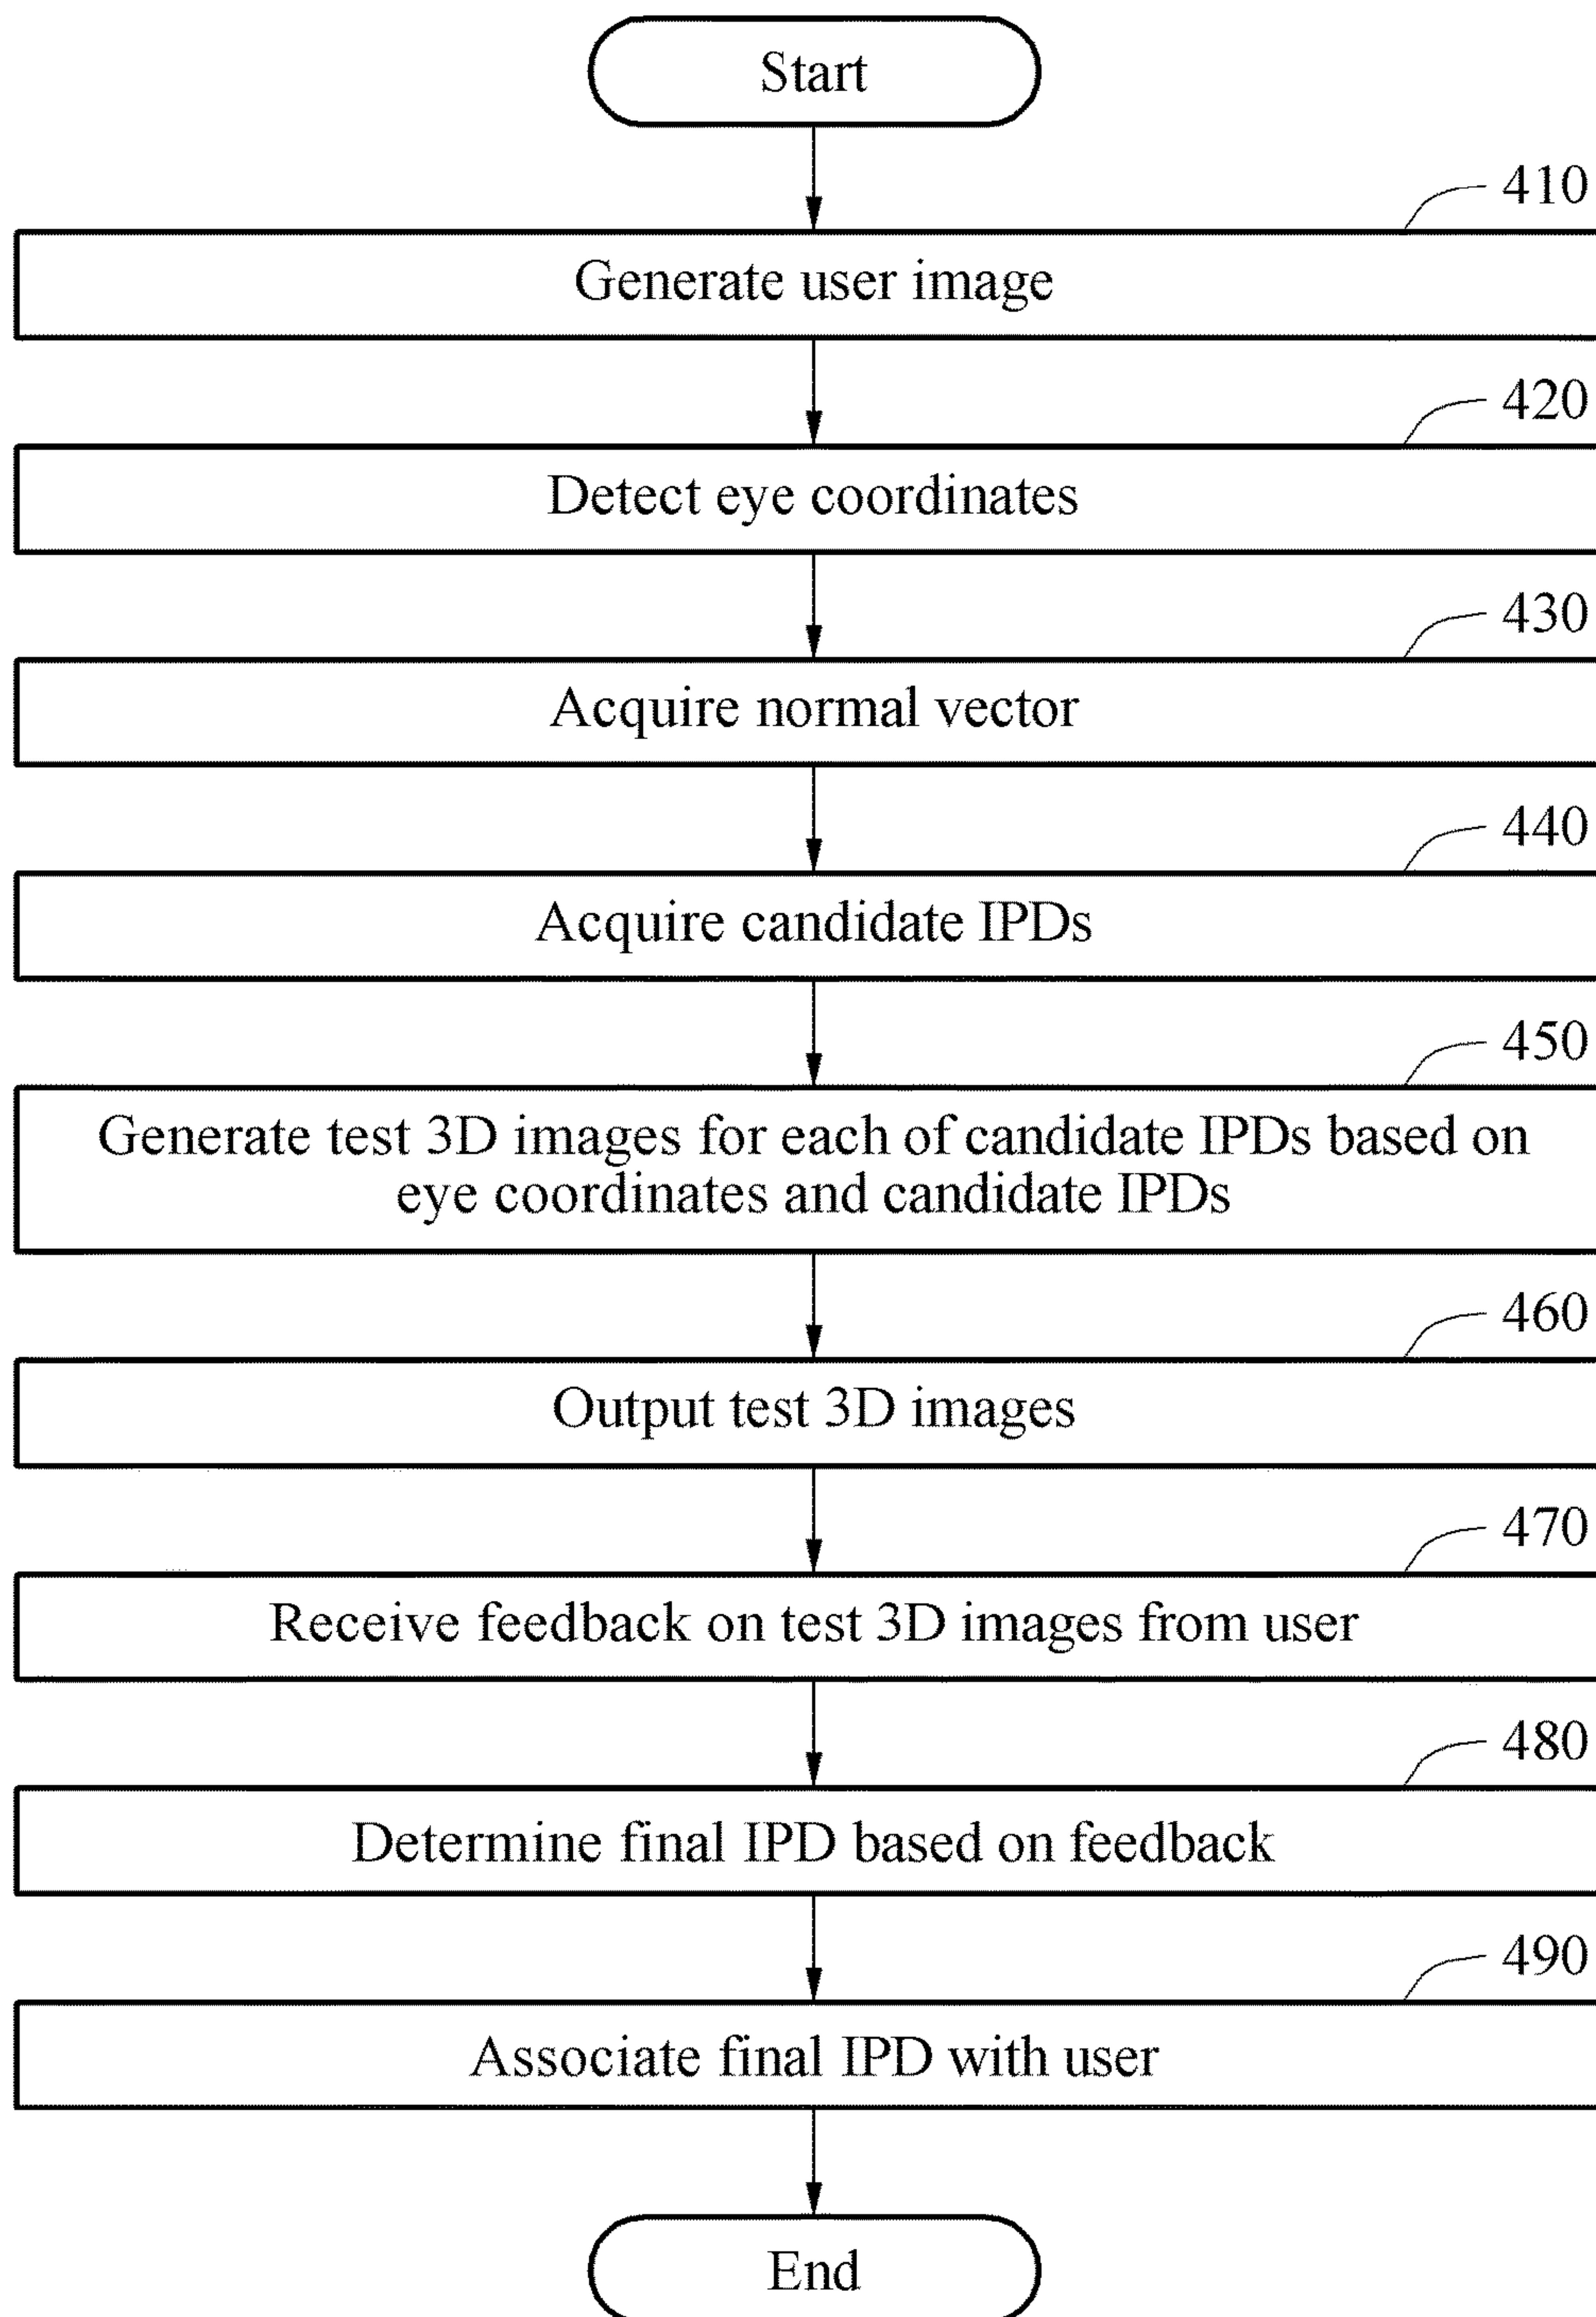 Start
410
Generate user image
420
Detect eye coordinates
430
Acquire normal vector
440
Acquire candidate IPDs
450
Generate test 3D images for each of candidate IPDs based on
eye coordinates and candidate IPDs
460
Output test 3D images
470
Receive feedback on test 3D images from user
480
Determine final IPD based on feedback
490
Associate final IPD with user
End